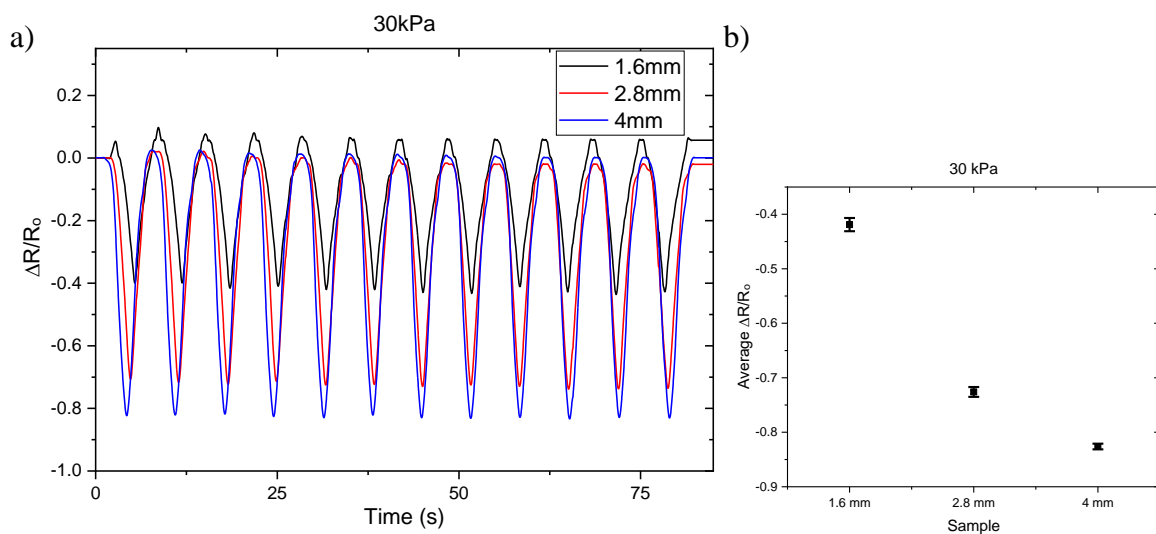 a)
30kPa
1.6mm
2.8mm
4mm
0.2
0.0
-0.2
-0.4
-0.6
-0.8
-1.0
ΔR/R₀
0
25
50
75
Time (s)
b)
30 kPa
-0.4
-0.5
-0.6
-0.7
-0.8
-0.9
Average ΔR/R₀
1.6 mm
2.8 mm
4 mm
Sample